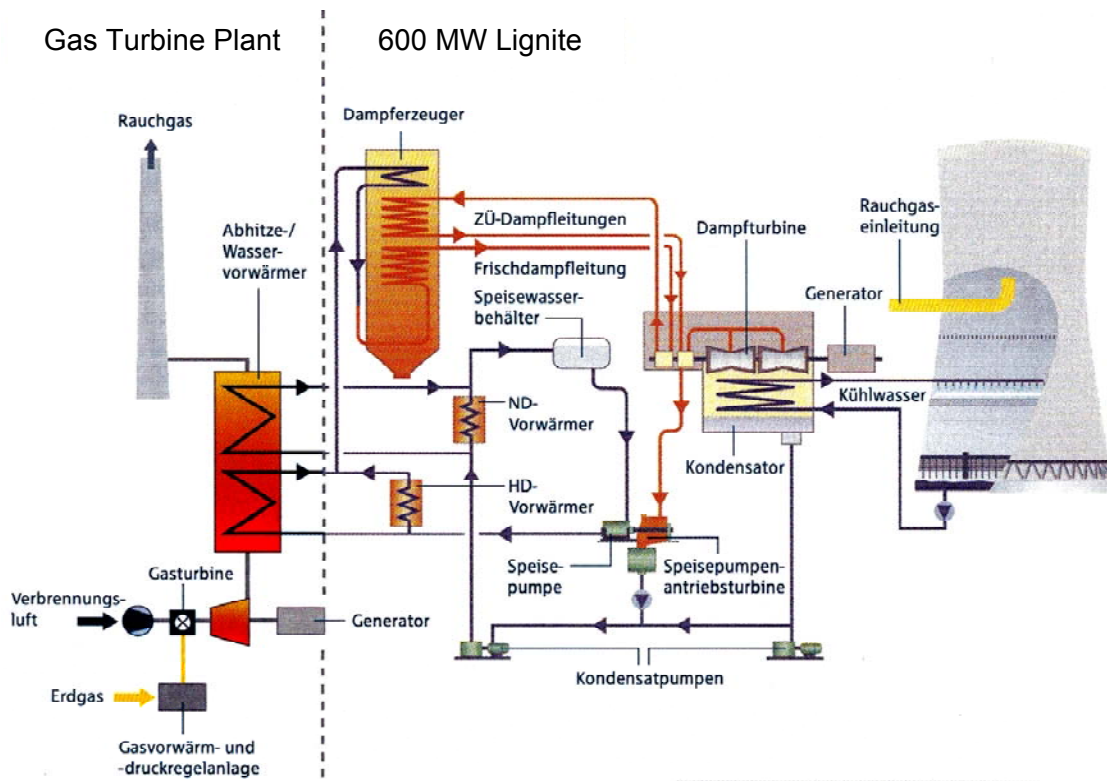 Gas Turbine Plant
600 MW Lignite
Rauchgas
Dampferzeuger
Abhitze-/
Wasser-
vorwärmer
ZÜ-Dampfleitungen
Frischdampfleitung
Speisewasser-
behälter
Dampfturbine
Rauchgas-
einleitung
Generator
ND-
Vorwärmer
Kühlwasser
Kondensator
HD-
Vorwärmer
Speise-
pumpe
Speisepumpen-
antriebsturbine
Gasturbine
Verbrennungs-
luft
Generator
Kondensatpumpen
Erdgas
Gasvorwärm- und
-druckregelanlage